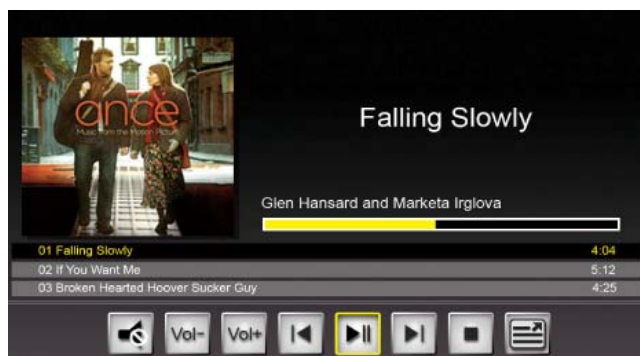 once
Music from the Motion Picture
Falling Slowly
Glen Hansard and Marketa Irglova
01 Falling Slowly 4:04
02 If You Want Me 5:12
03 Broken Hearted Hoover Sucker Guy 4:25
Vol- Vol+